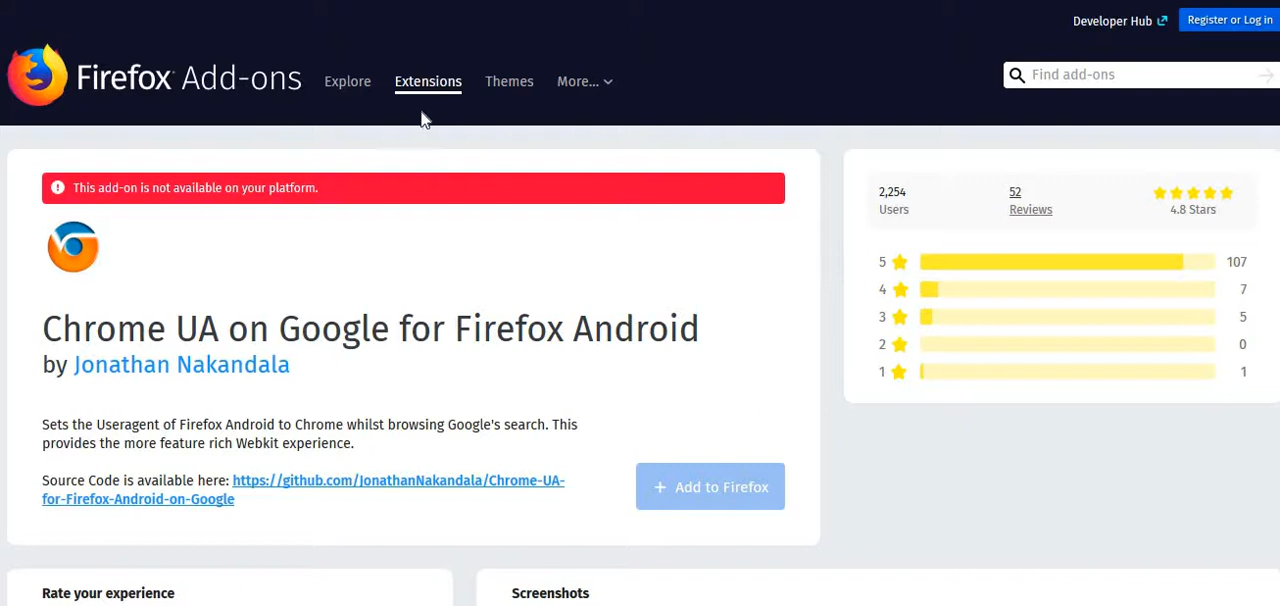 Developer Hub
Register or Log in
Firefox Add-ons
Explore
Extensions
Themes
More...
Find add-ons
This add-on is not available on your platform.
Chrome UA on Google for Firefox Android
by Jonathan Nakandala
Sets the Useragent of Firefox Android to Chrome whilst browsing Google's search. This
provides the more feature rich Webkit experience.
Source Code is available here: https://github.com/JonathanNakandala/Chrome-UA-
for-Firefox-Android-on-Google
+ Add to Firefox
2,254
Users
52
Reviews
4.8 Stars
5 107
4 7
3 5
2 0
1 1
Rate your experience
Screenshots